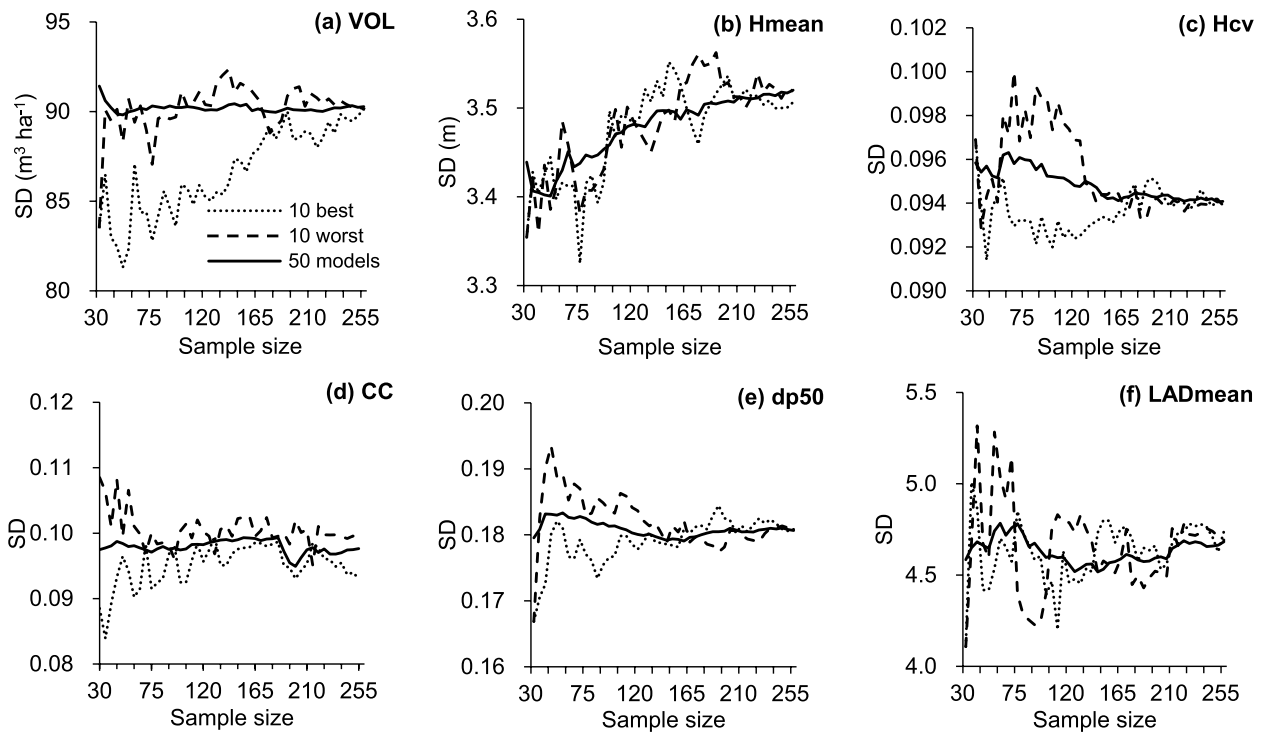 (a) VOL
95
90
85
80
SD (m³ ha⁻¹)
10 best
10 worst
50 models
30 75 120 165 210 255
Sample size
(b) Hmean
3.6
3.5
3.4
3.3
SD (m)
30 75 120 165 210 255
Sample size
(c) Hcv
0.102
0.100
0.098
0.096
0.094
0.092
0.090
SD
30 75 120 165 210 255
Sample size
(d) CC
0.12
0.11
0.10
0.09
0.08
SD
30 75 120 165 210 255
Sample size
(e) dp50
0.20
0.19
0.18
0.17
0.16
SD
30 75 120 165 210 255
Sample size
(f) LADmean
5.5
5.0
4.5
4.0
SD
30 75 120 165 210 255
Sample size